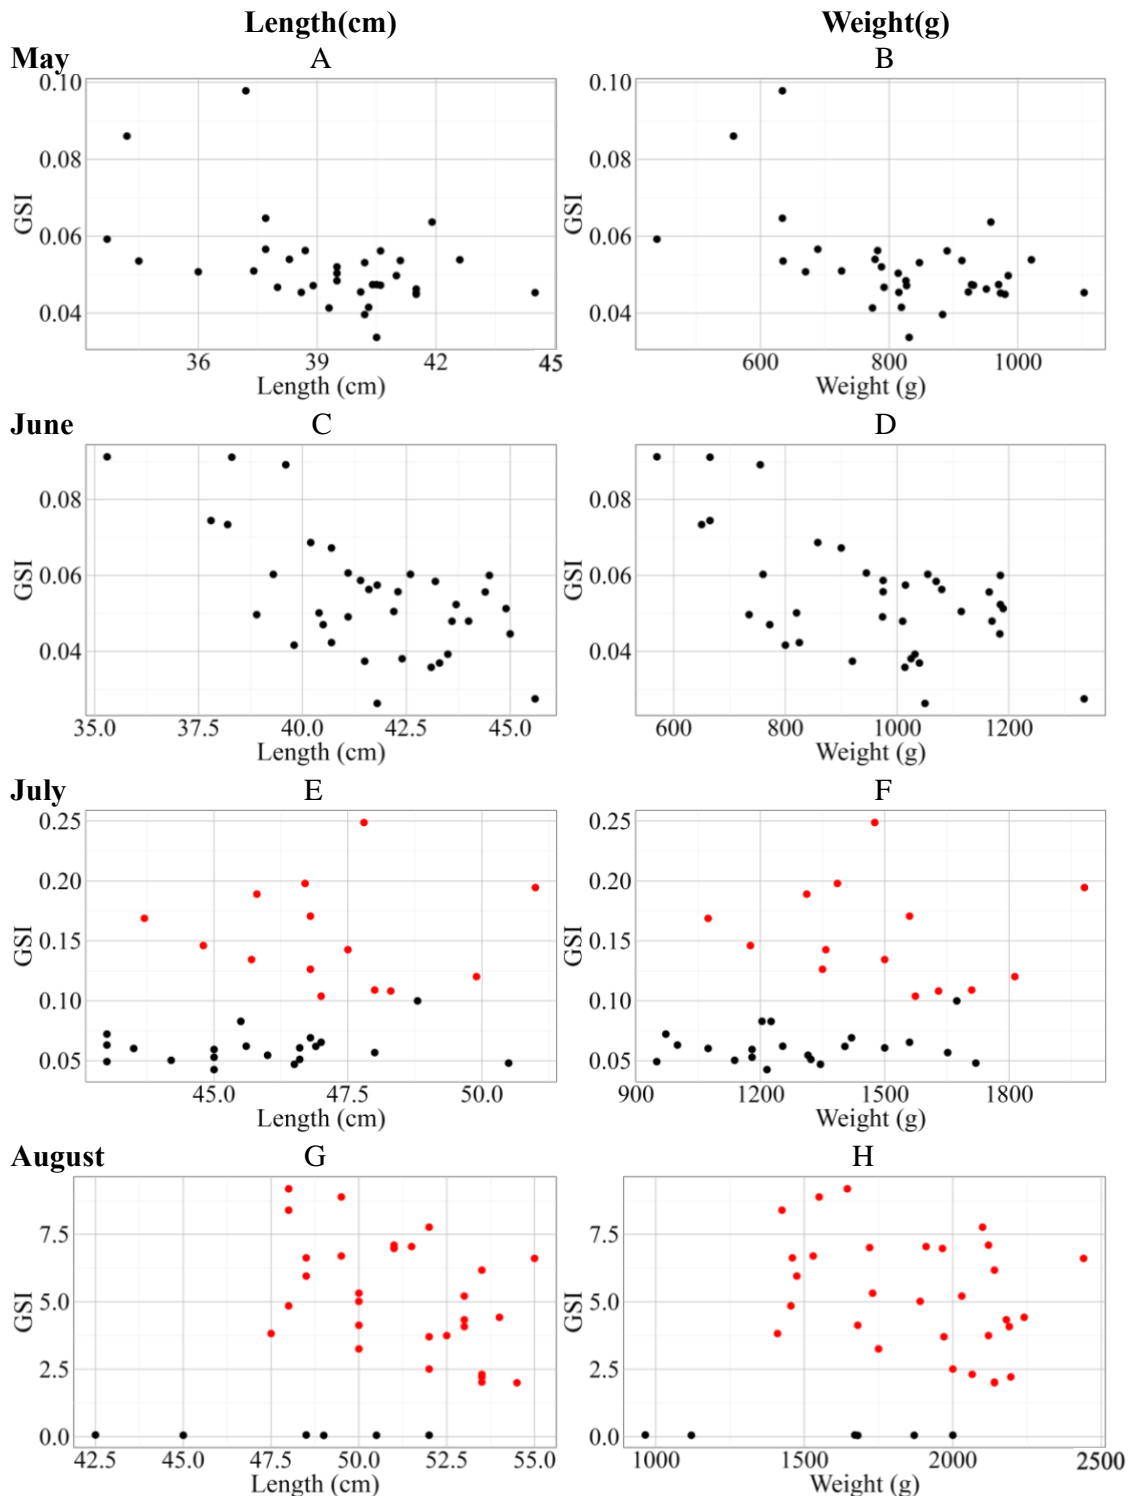 Length(cm) Weight(g)
May A B
0.10 0.10
0.08 0.08
GSI GSI
0.06 0.06
0.04 0.04
36 39 42 45 600 800 1000
Length (cm) Weight (g)
June C D
0.08 0.08
GSI GSI
0.06 0.06
0.04 0.04
35.0 37.5 40.0 42.5 45.0 600 800 1000 1200
Length (cm) Weight (g)
July E F
0.25 0.25
0.20 0.20
GSI GSI
0.15 0.15
0.10 0.10
0.05 0.05
45.0 47.5 50.0 900 1200 1500 1800
Length (cm) Weight (g)
August G H
7.5 7.5
GSI GSI
5.0 5.0
2.5 2.5
0.0 0.0
42.5 45.0 47.5 50.0 52.5 55.0 1000 1500 2000 2500
Length (cm) Weight (g)